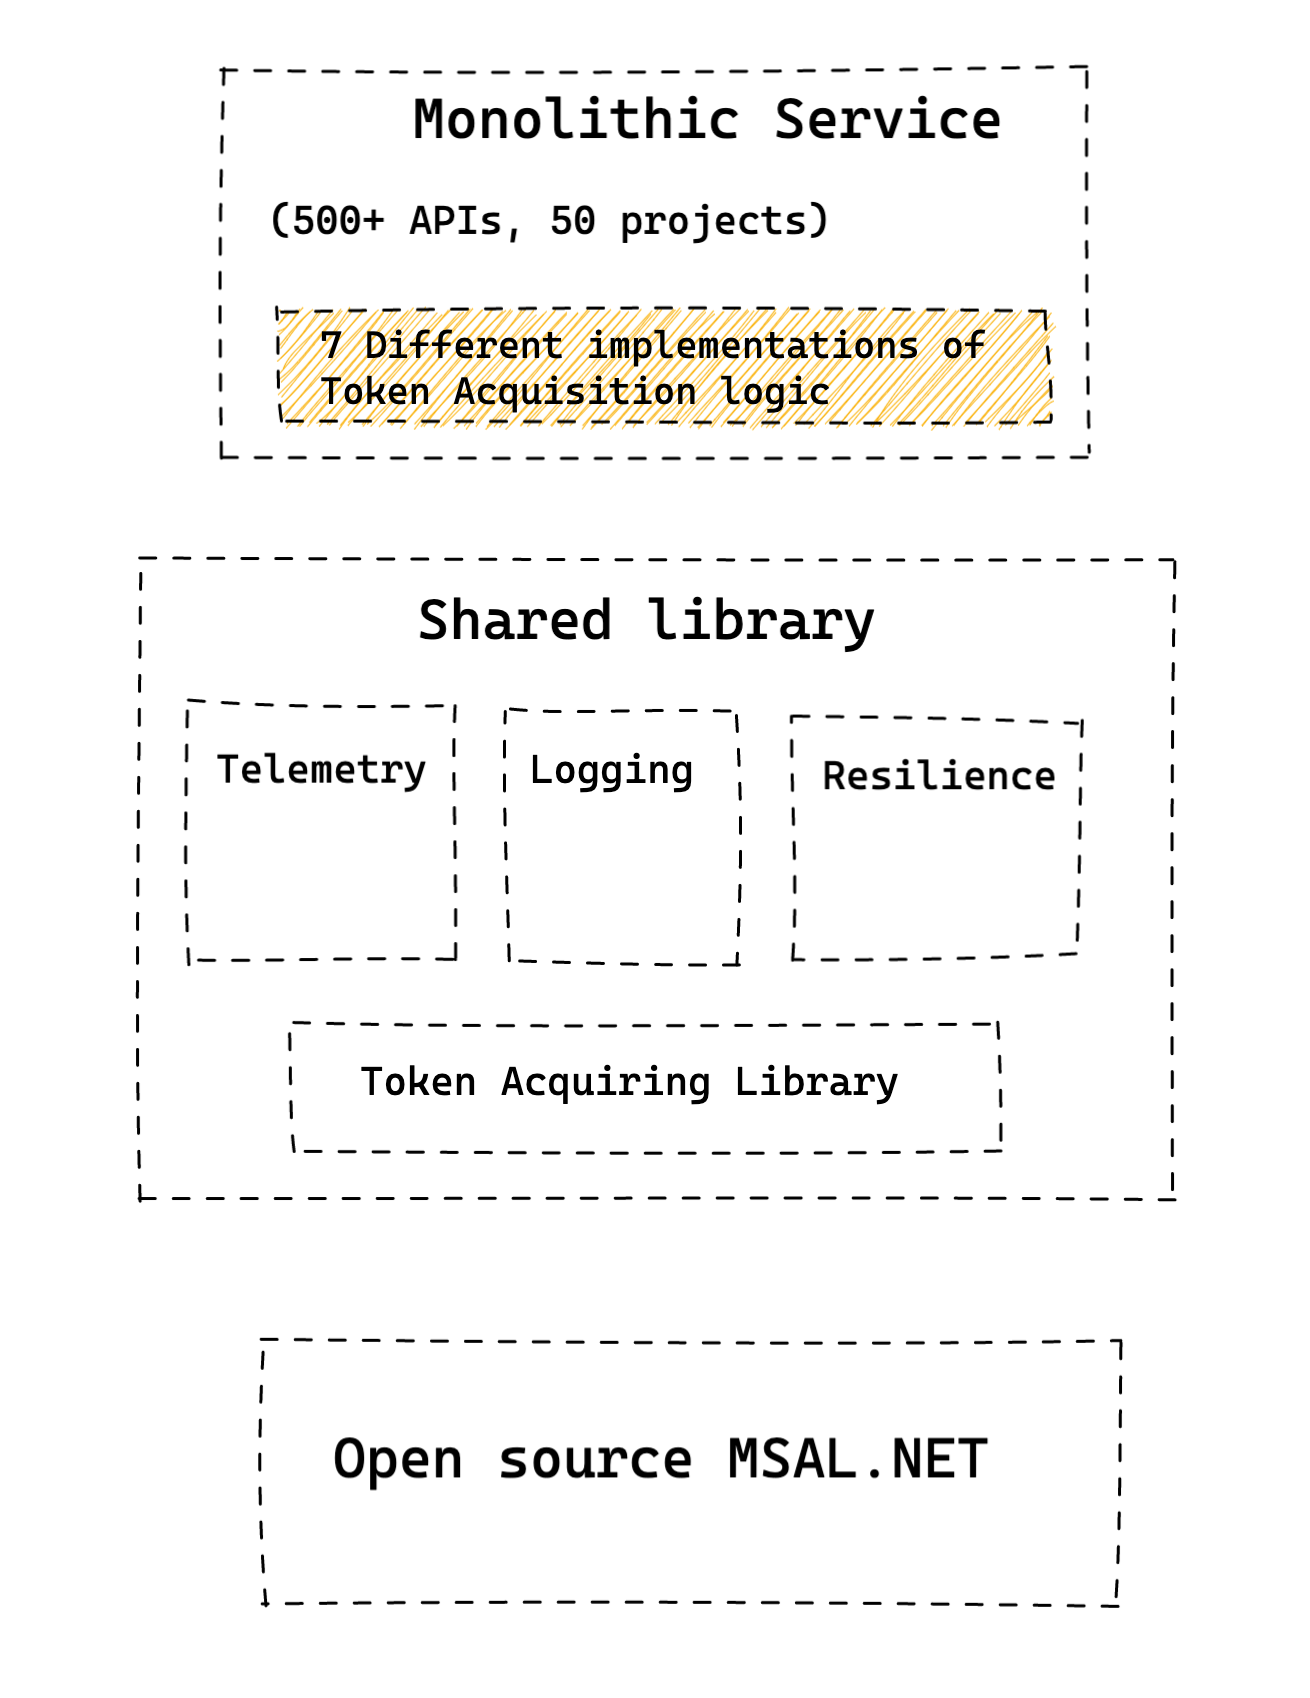 Monolithic Service
(500+ APIs, 50 projects)
7 Different implementations of
Token Acquisition logic
Shared library
Telemetry
Logging
Resilience
Token Acquiring Library
Open source MSAL.NET